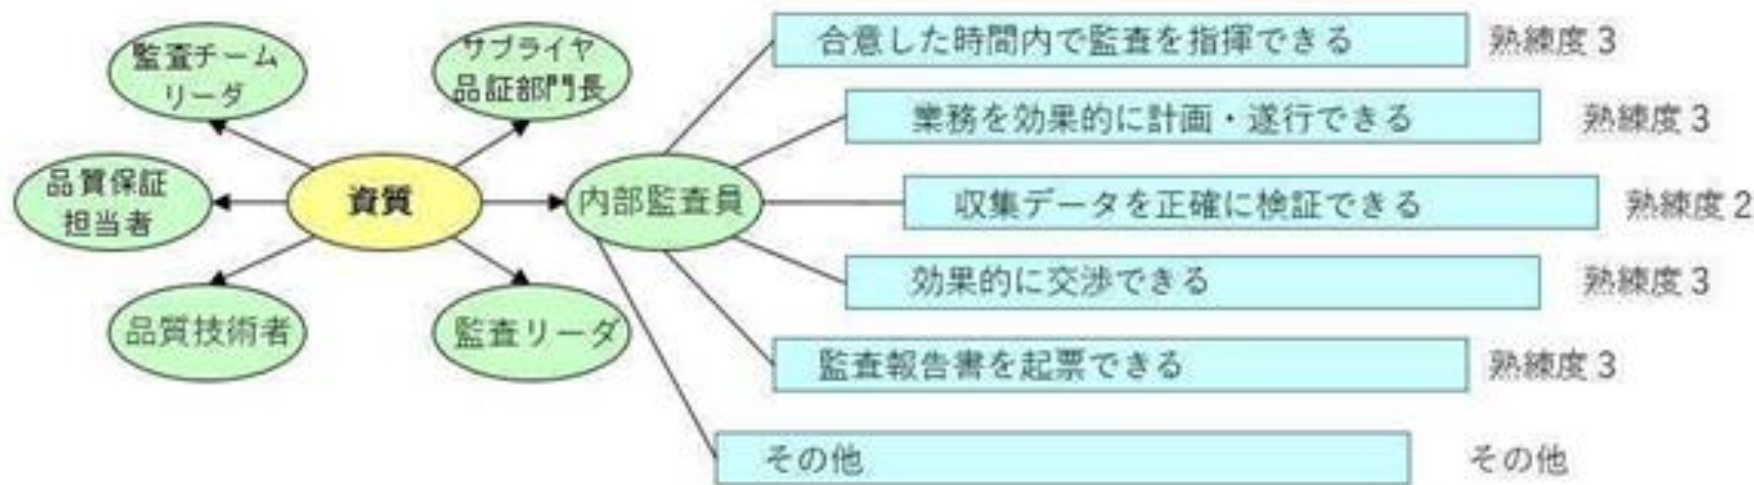 監査チーム
リーダ
サプライヤ
品証部門長
品質保証
担当者
資質
内部監査員
品質技術者
監査リーダ
合意した時間内で監査を指揮できる 熟練度3
業務を効果的に計画・遂行できる 熟練度3
収集データを正確に検証できる 熟練度2
効果的に交渉できる 熟練度3
監査報告書を起票できる 熟練度3
その他 その他